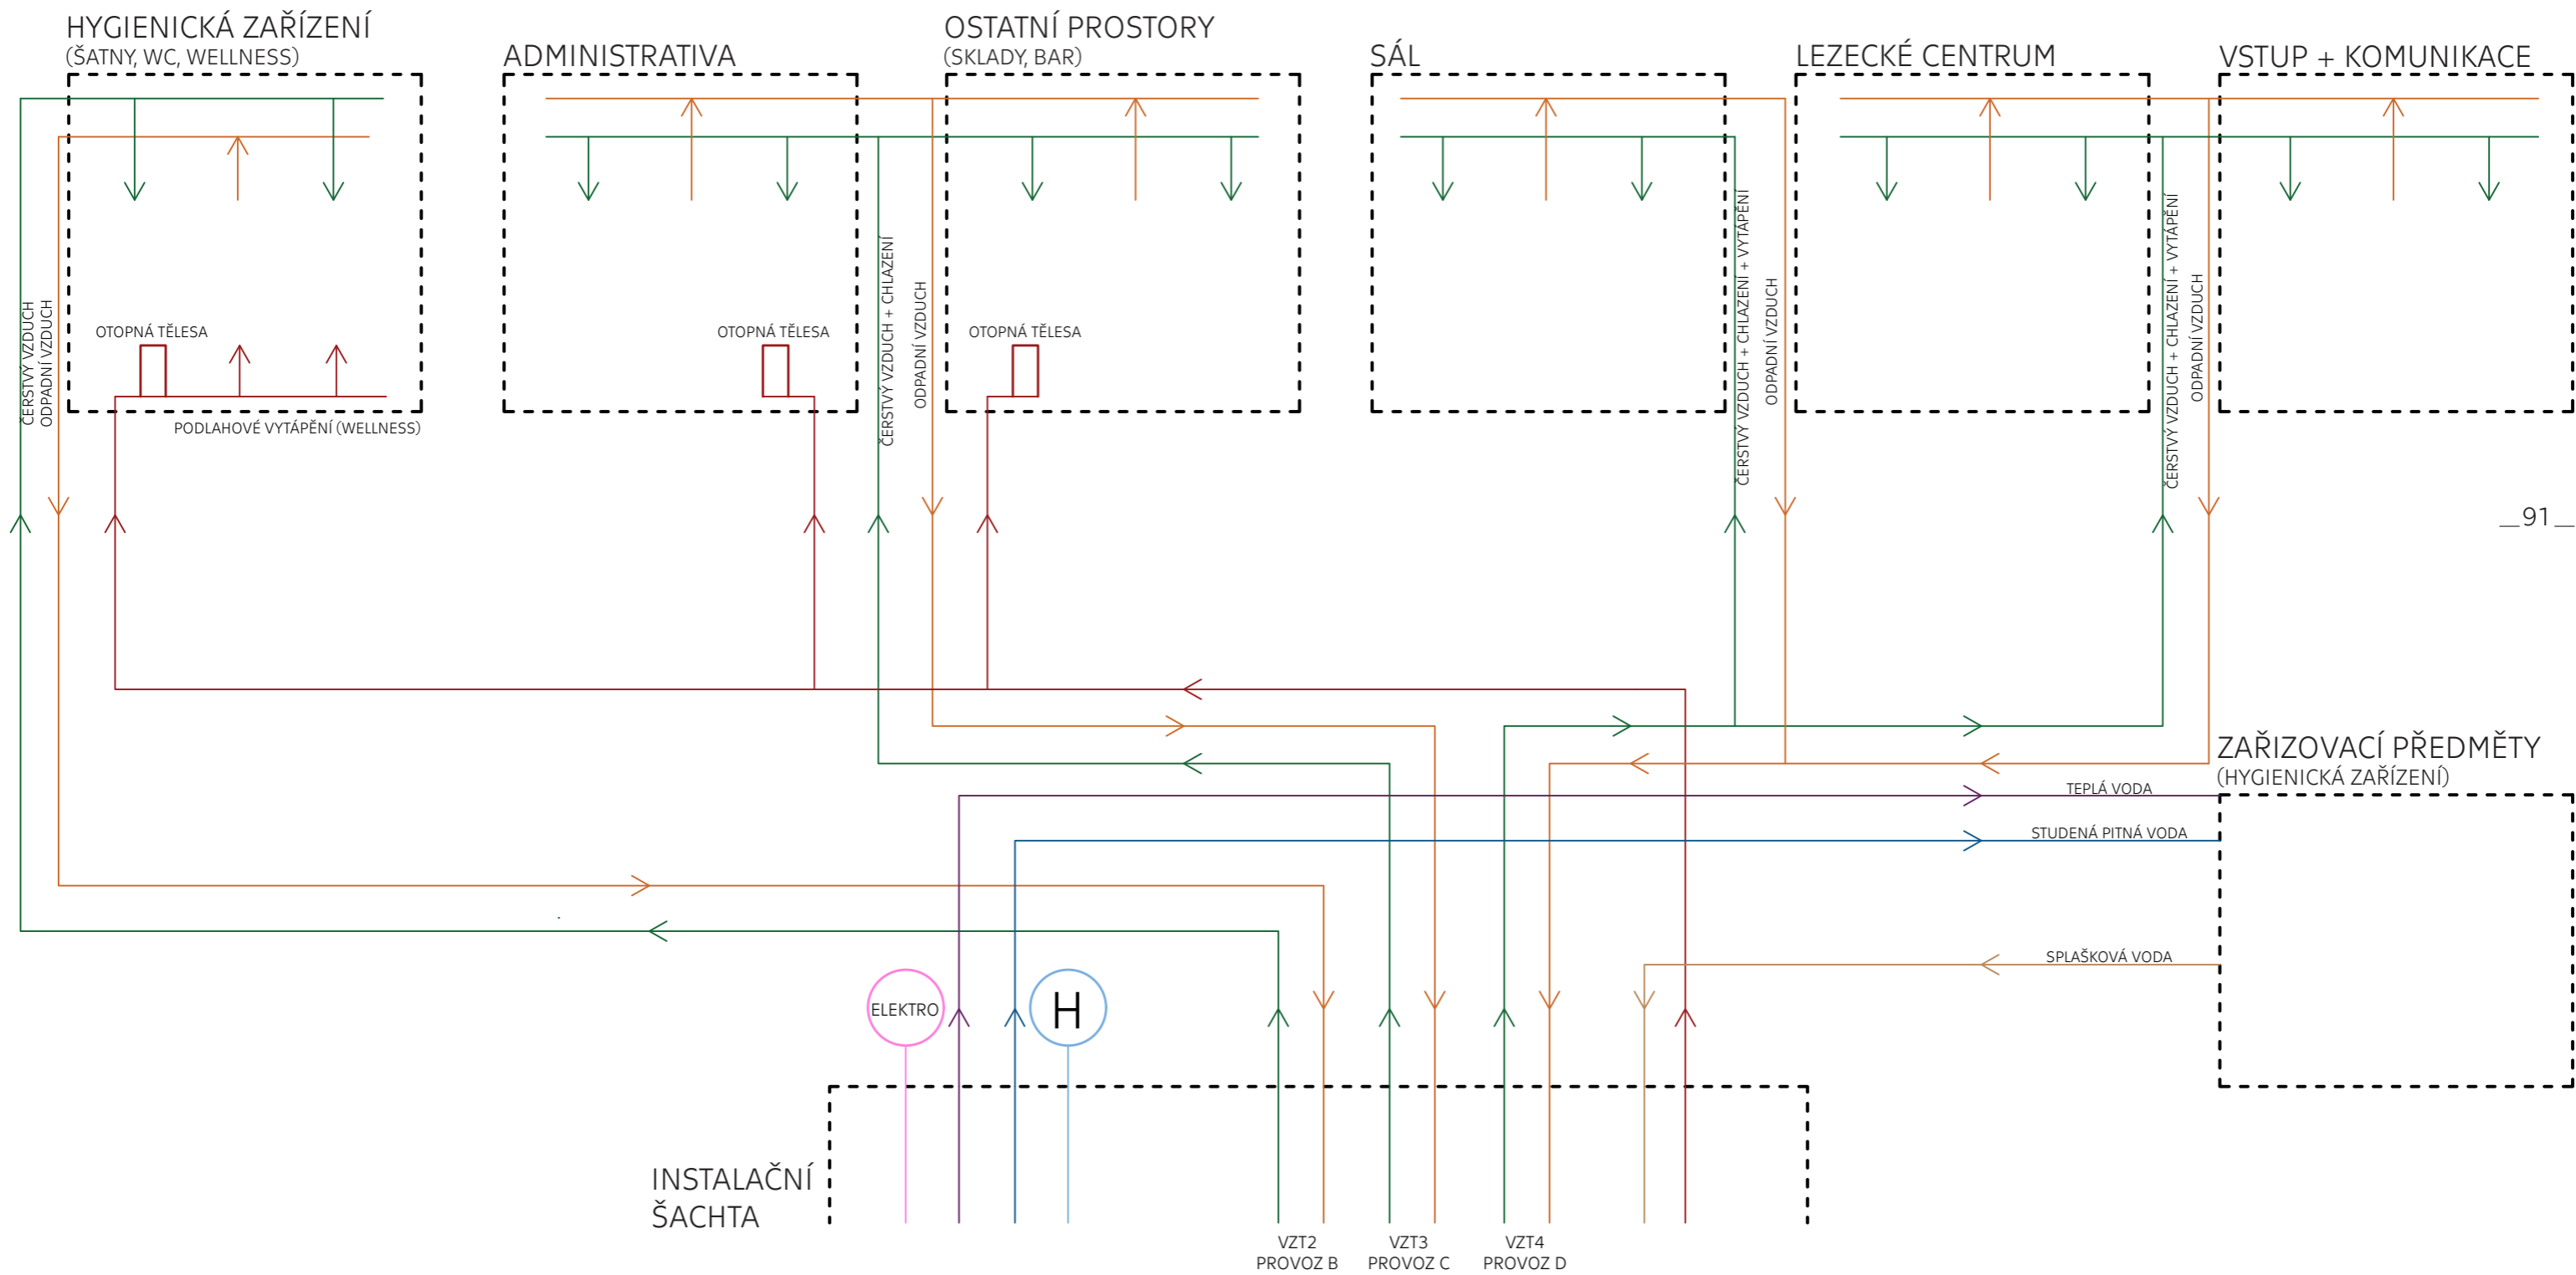 HYGIENICKÁ ZAŘÍZENÍ
(ŠATNY, WC, WELLNESS)
ADMINISTRATIVA
OSTATNÍ PROSTORY
(SKLADY, BAR)
SÁL
LEZECKÉ CENTRUM
VSTUP + KOMUNIKACE
ČERSTVÝ VZDUCH
ODPADNÍ VZDUCH
OTOPNÁ TĚLESA
PODLAHOVÉ VYTÁPĚNÍ (WELLNESS)
OTOPNÁ TĚLESA
ČERSTVÝ VZDUCH + CHLAZENÍ
ODPADNÍ VZDUCH
OTOPNÁ TĚLESA
ČERSTVÝ VZDUCH + CHLAZENÍ + VYTÁPĚNÍ
ODPADNÍ VZDUCH
ČERSTVÝ VZDUCH + CHLAZENÍ + VYTÁPĚNÍ
ODPADNÍ VZDUCH
__91__
ZAŘIZOVACÍ PŘEDMĚTY
(HYGIENICKÁ ZAŘÍZENÍ)
TEPLÁ VODA
STUDENÁ PITNÁ VODA
SPLAŠKOVÁ VODA
ELEKTRO
H
INSTALAČNÍ
ŠACHTA
VZT2
PROVOZ B
VZT3
PROVOZ C
VZT4
PROVOZ D